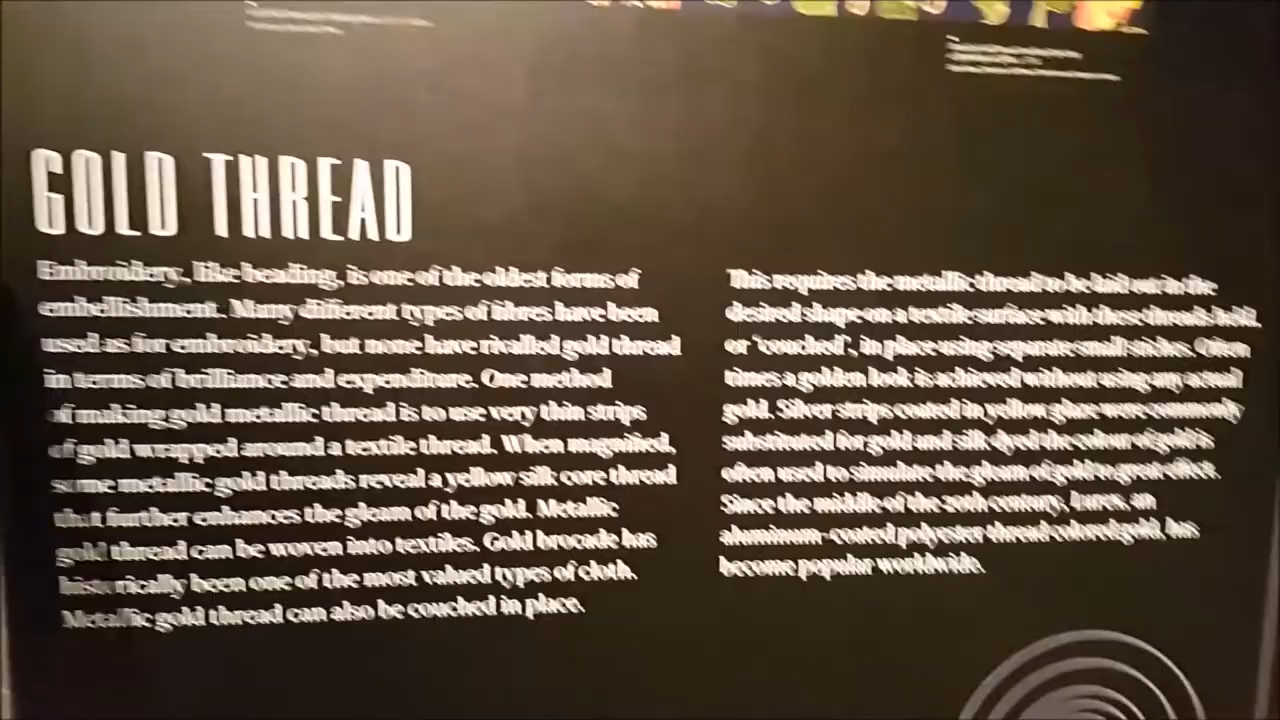 GOLD THREAD
Embroidery, like beading, is one of the oldest forms of
embellishment. Many different types of fibres have been
used as for embroidery, but none have rivalled gold thread
in terms of brilliance and expenditure. One method
of making gold metallic thread is to use very thin strips
of gold wrapped around a textile thread. When magnified,
some metallic gold threads reveal a yellow silk core thread
that further enhances the gleam of the gold. Metallic
gold thread can be woven into textiles. Gold brocade has
historically been one of the most valued types of cloth.
Metallic gold thread can also be couched in place.
This requires the metallic thread to be laid out in the
desired shape on a textile surface with these threads held,
or "couched", in place using separate small stiches. Often
times a golden look is achieved without using any actual
gold. Silver strips coated in yellow glaze were commonly
substituted for gold and silk dyed the colour of gold is
often used to simulate the gleam of gold to great effect.
Since the middle of the 20th century, Lurex, an
aluminum-coated polyester thread colored gold, has
become popular worldwide.